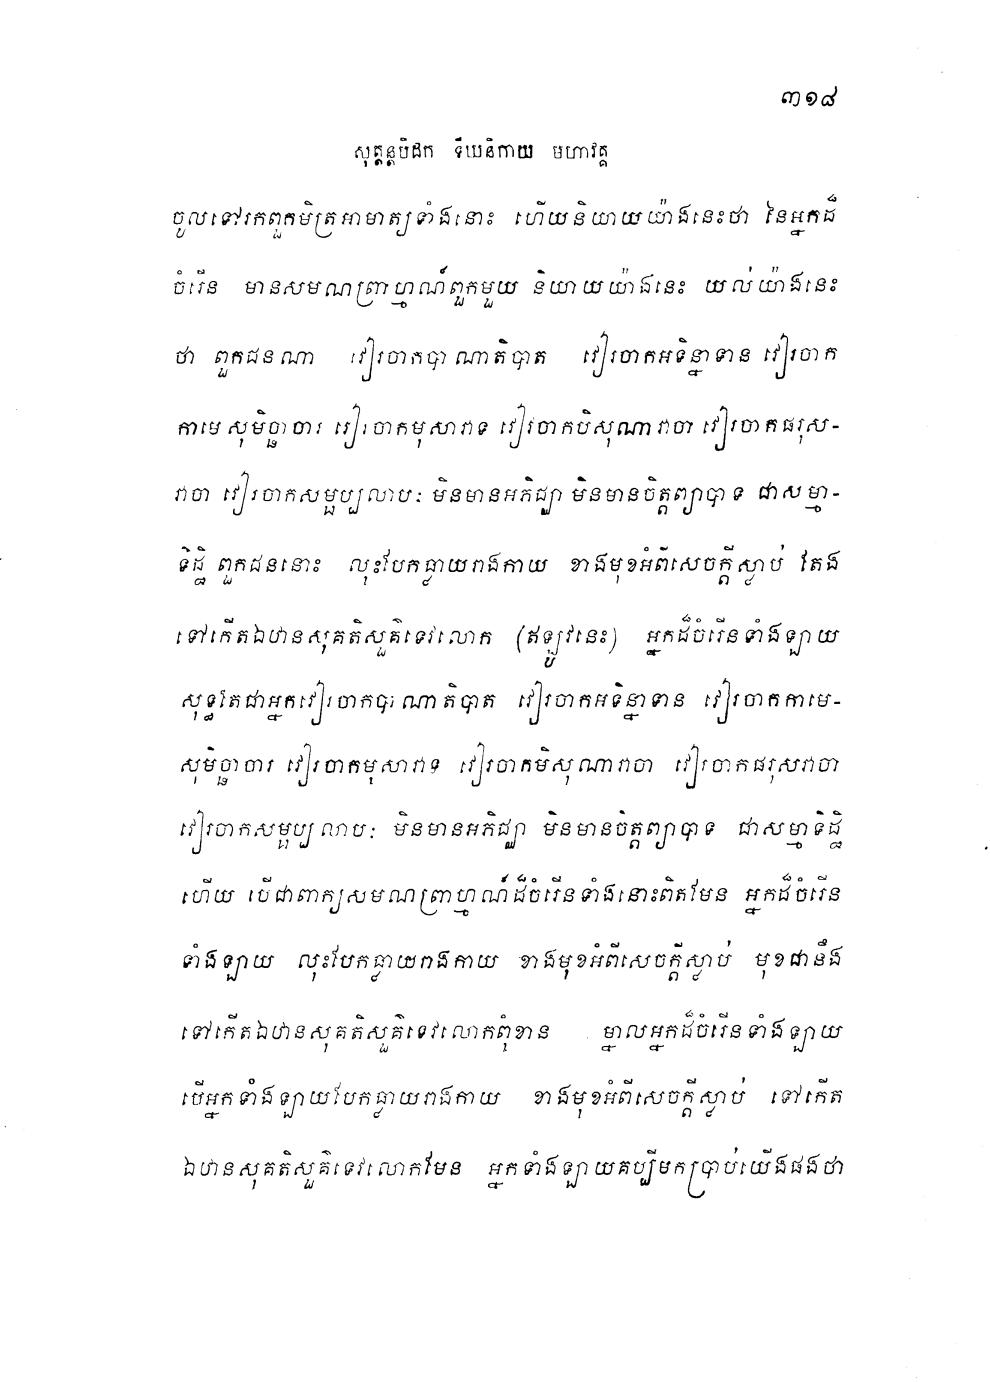 ៣១៨
សុត្តន្តបិដក ទីឃនិកាយ មហាវគ្គ
ចូលទៅរកពួកមិត្រអាមាត្យទាំងនោះ ហើយនិយាយយ៉ាងនេះថា នៃអ្នកដ៏
ចំរើន មានសមណព្រាហ្មណ៍ពួកមួយ និយាយយ៉ាងនេះ យល់យ៉ាងនេះ
ថា ពួកជនណា វៀរចាកបាណាតិបាត វៀរចាកអទិន្នាទាន វៀរចាក
កាមេសុមិច្ឆាចារ វៀរចាកមុសាវាទ វៀរចាកបិសុណាវាចា វៀរចាកផរុស-
វាចា វៀរចាកសម្ផប្បលាបៈ មិនមានអភិជ្ឈា មិនមានចិត្តព្យាបាទ ជាសម្មា-
ទិដ្ឋិ ពួកជននោះ លុះបែកធ្លាយរាងកាយ ខាងមុខអំពីសេចក្តីស្លាប់ តែង
ទៅកើតឯឋានសុគតិសួគ៌ទេវលោក (ឥឡូវនេះ) អ្នកដ៏ចំរើនទាំងឡាយ
សុទ្ធតែជាអ្នកវៀរចាកបាណាតិបាត វៀរចាកអទិន្នាទាន វៀរចាកកាមេ-
សុមិច្ឆាចារ វៀរចាកមុសាវាទ វៀរចាកមិសុណាវាចា វៀរចាកផរុសវាចា
វៀរចាកសម្ផប្បលាបៈ មិនមានអភិជ្ឈា មិនមានចិត្តព្យាបាទ ជាសម្មាទិដ្ឋិ
ហើយ បើជាពាក្យសមណព្រាហ្មណ៍ដ៏ចំរើនទាំងនោះពិតមែន អ្នកដ៏ចំរើន
ទាំងឡាយ លុះបែកធ្លាយរាងកាយ ខាងមុខអំពីសេចក្តីស្លាប់ មុខជានឹង
ទៅកើតឯឋានសុគតិសួគ៌ទេវលោកពុំខាន ម្នាលអ្នកដ៏ចំរើនទាំងឡាយ
បើអ្នកទាំងឡាយបែកធ្លាយរាងកាយ ខាងមុខអំពីសេចក្តីស្លាប់ ទៅកើត
ឯឋានសុគតិសួគ៌ទេវលោកមែន អ្នកទាំងឡាយគប្បីមកប្រាប់យើងផងថា